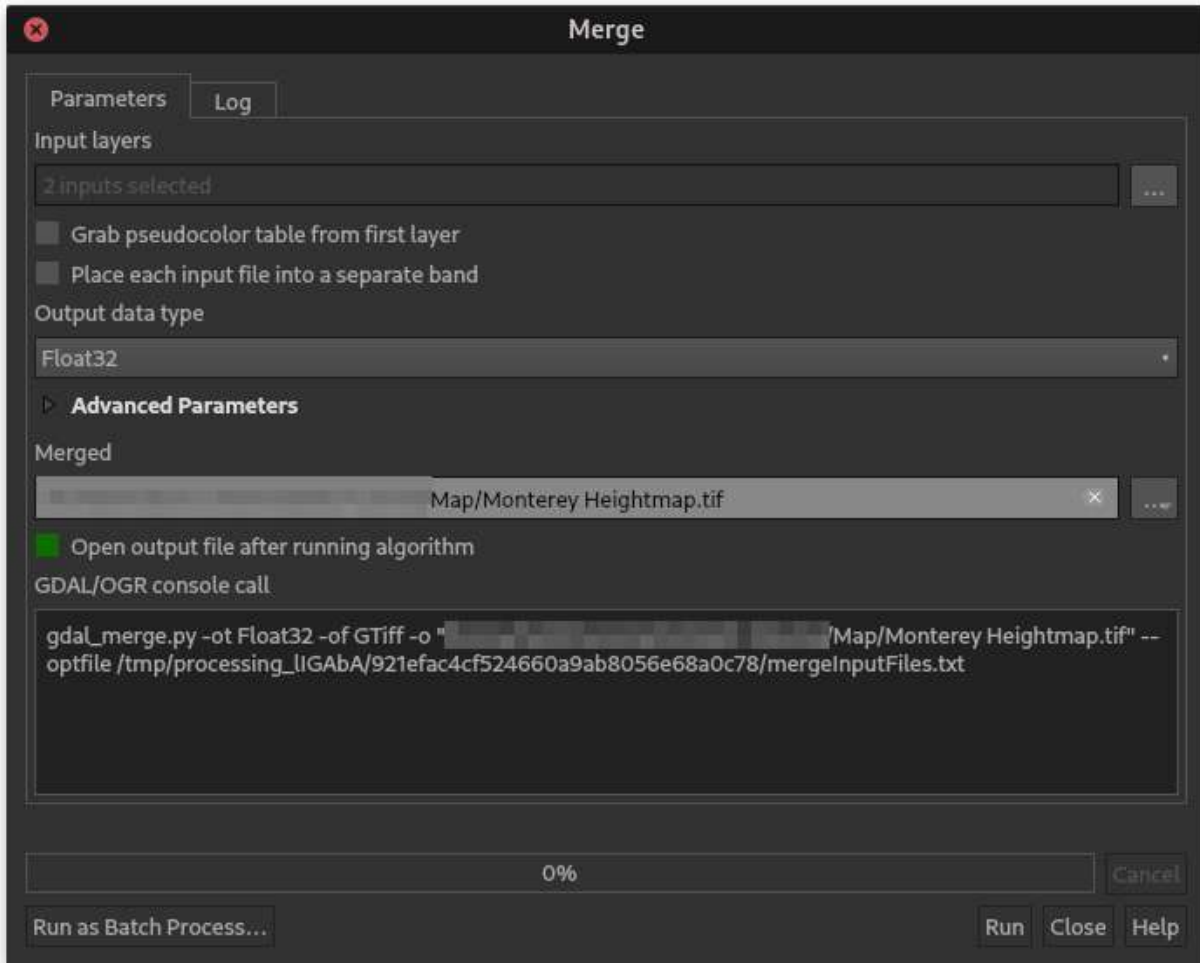 Merge
Parameters
Log
Input layers
2 inputs selected
...
Grab pseudocolor table from first layer
Place each input file into a separate band
Output data type
Float32
Advanced Parameters
Merged
Map/Monterey Heightmap.tif
...
Open output file after running algorithm
GDAL/OGR console call
gdal_merge.py -ot Float32 -of GTiff -o "/Map/Monterey Heightmap.tif" --
optfile /tmp/processing_lIGAbA/921efac4cf524660a9ab8056e68a0c78/mergeInputFiles.txt
0%
Cancel
Run as Batch Process...
Run
Close
Help